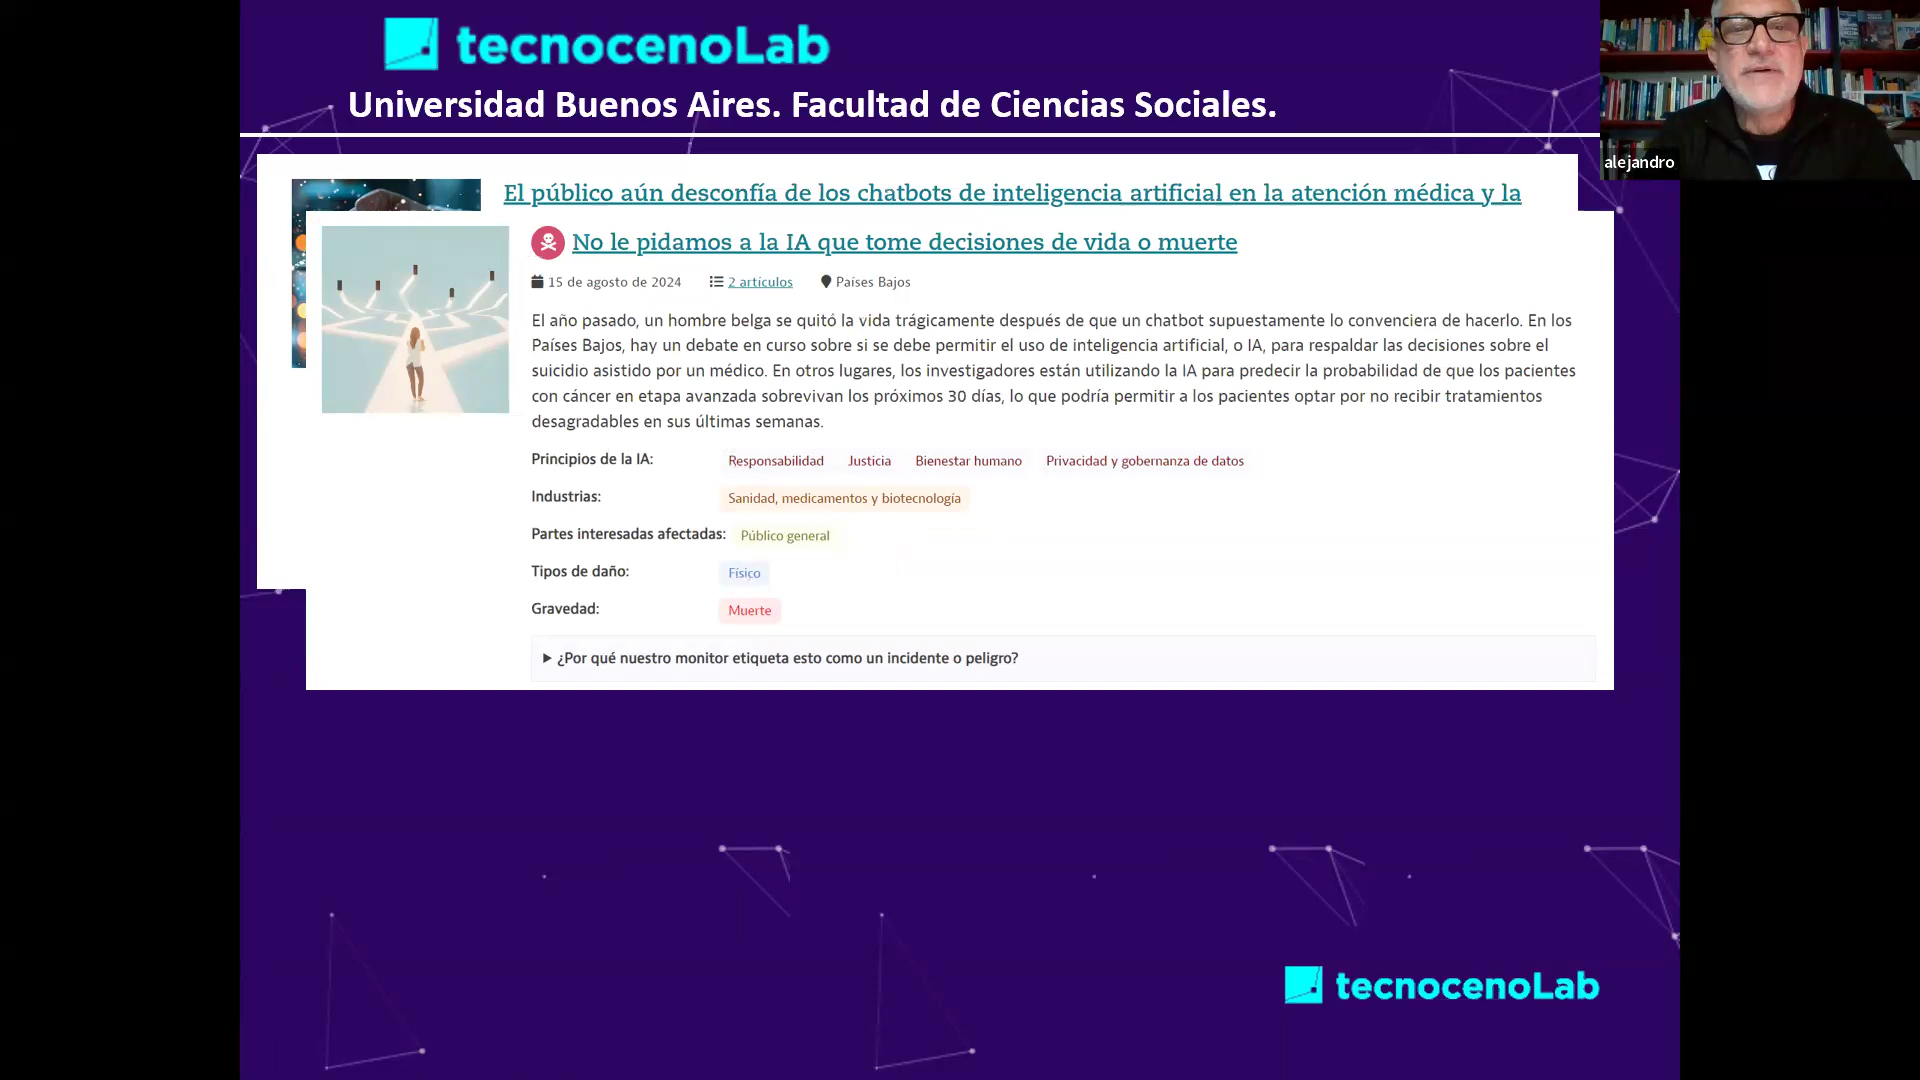 tecnocenoLab
Universidad Buenos Aires. Facultad de Ciencias Sociales.
alejandro
El público aún desconfía de los chatbots de inteligencia artificial en la atención médica y la
No le pidamos a la IA que tome decisiones de vida o muerte
15 de agosto de 2024 2 artículos Países Bajos
El año pasado, un hombre belga se quitó la vida trágicamente después de que un chatbot supuestamente lo convenciera de hacerlo. En los
Países Bajos, hay un debate en curso sobre si se debe permitir el uso de inteligencia artificial, o IA, para respaldar las decisiones sobre el
suicidio asistido por un médico. En otros lugares, los investigadores están utilizando la IA para predecir la probabilidad de que los pacientes
con cáncer en etapa avanzada sobrevivan los próximos 30 días, lo que podría permitir a los pacientes optar por no recibir tratamientos
desagradables en sus últimas semanas.
Principios de la IA: Responsabilidad Justicia Bienestar humano Privacidad y gobernanza de datos
Industrias: Sanidad, medicamentos y biotecnología
Partes interesadas afectadas: Público general
Tipos de daño: Físico
Gravedad: Muerte
¿Por qué nuestro monitor etiqueta esto como un incidente o peligro?
tecnocenoLab